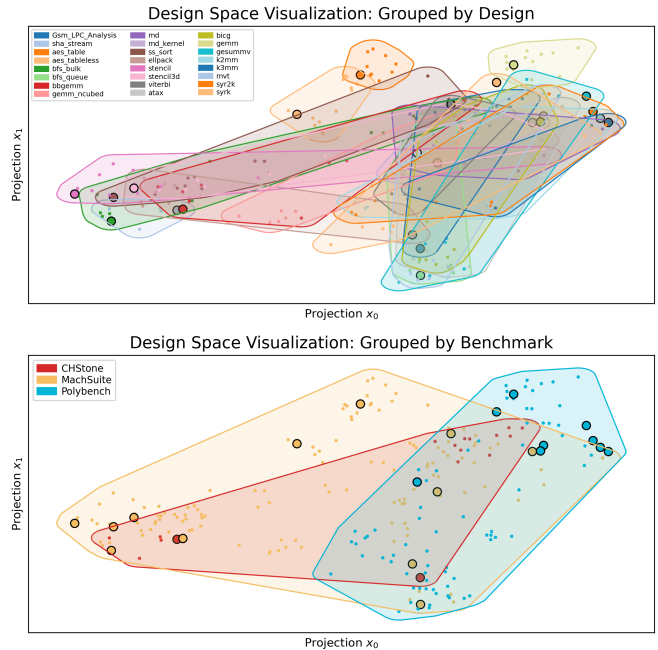 Design Space Visualization: Grouped by Design
Gsm_LPC_Analysis
sha_stream
aes_table
aes_tableless
bfs_bulk
bfs_queue
bbgemm
gemm_ncubed
md
md_kernel
ss_sort
ellpack
stencil
stencil3d
viterbi
atax
bicg
gemm
gesummv
k2mm
k3mm
mvt
syr2k
syrk
Projection x₁
Projection x₀
Design Space Visualization: Grouped by Benchmark
CHStone
MachSuite
Polybench
Projection x₁
Projection x₀